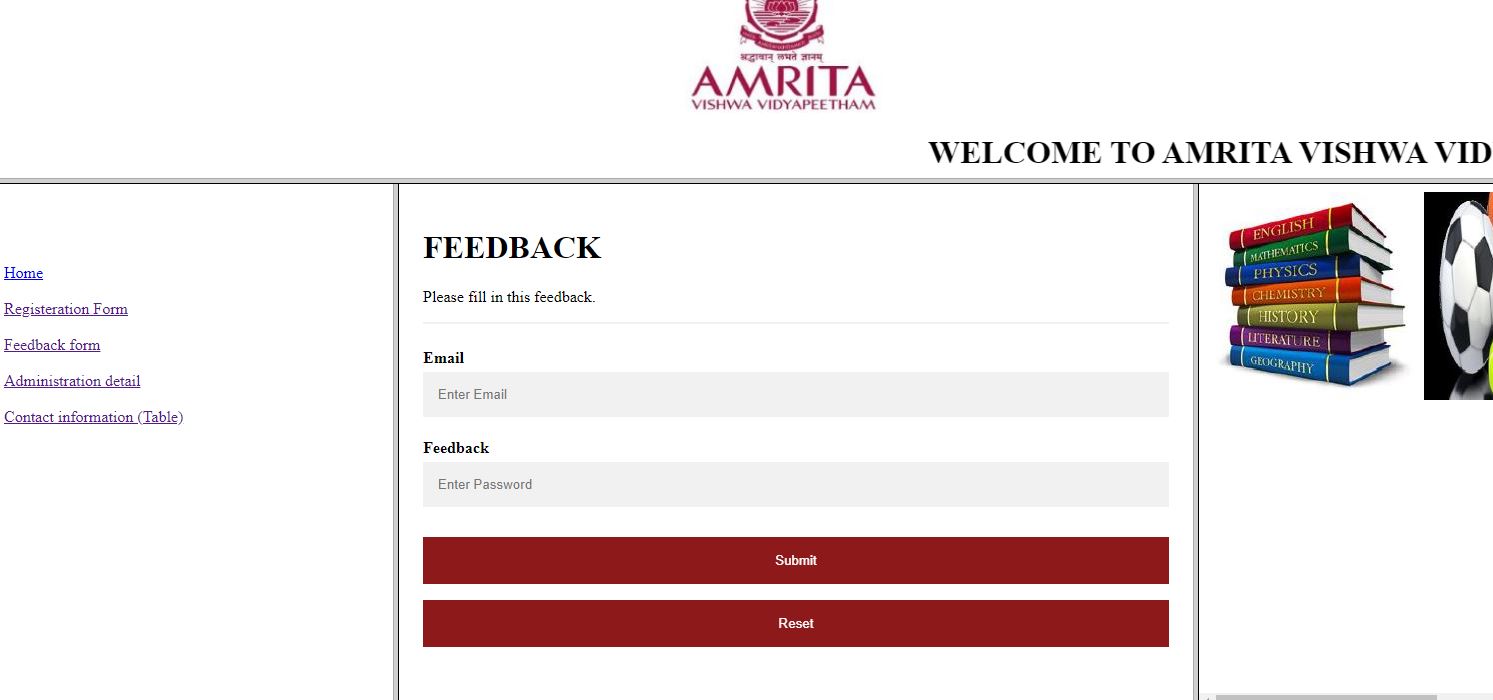 श्रद्धावान् लभते ज्ञानम्
AMRITA
VISHWA VIDYAPEETHAM
WELCOME TO AMRITA VISHWA VID
Home
Registeration Form
Feedback form
Administration detail
Contact information (Table)
FEEDBACK
Please fill in this feedback.
Email
Enter Email
Feedback
Enter Password
Submit
Reset
ENGLISH
MATHEMATICS
PHYSICS
CHEMISTRY
HISTORY
LITERATURE
GEOGRAPHY